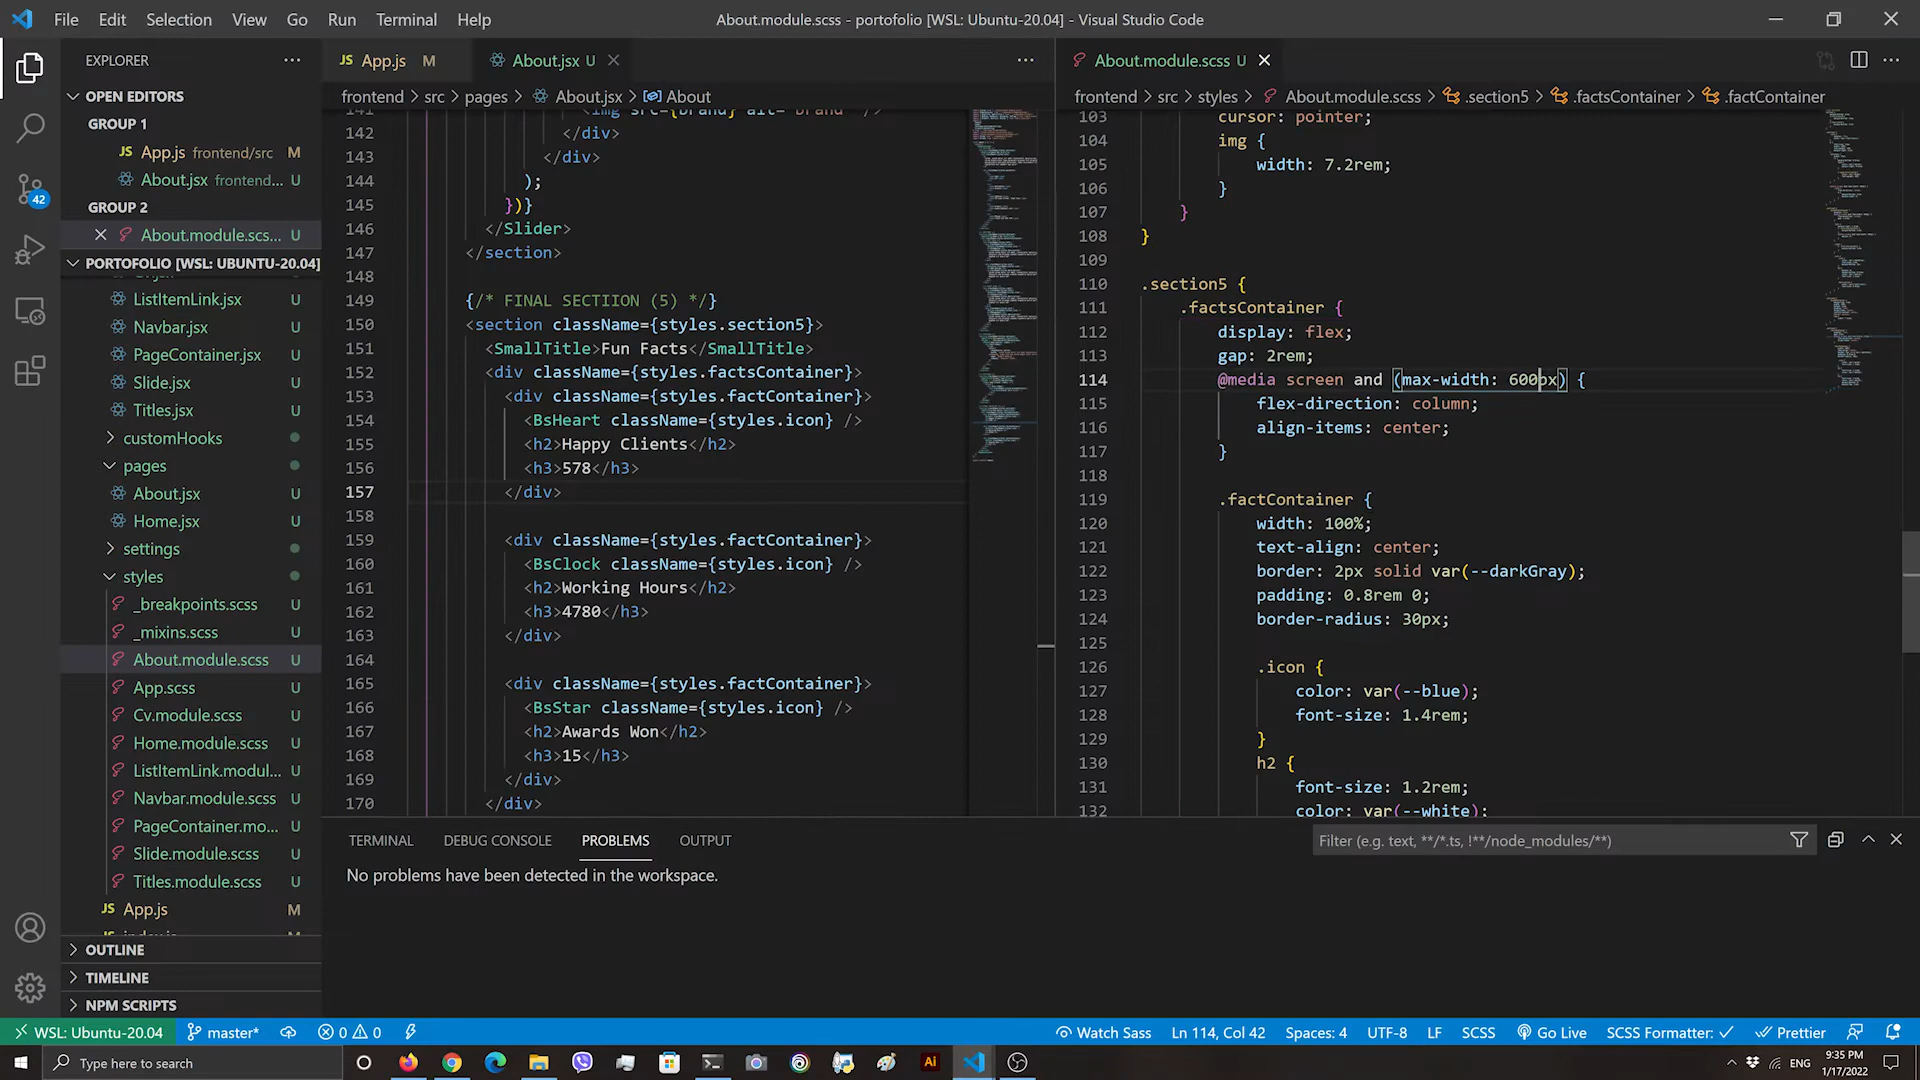 File Edit Selection View Go Run Terminal Help
About.module.scss - portofolio [WSL: Ubuntu-20.04] - Visual Studio Code
EXPLORER
OPEN EDITORS
GROUP 1
JS App.js frontend/src M
About.jsx frontend... U
GROUP 2
About.module.scs... U
PORTOFOLIO [WSL: UBUNTU-20.04]
ListItemLink.jsx U
Navbar.jsx U
PageContainer.jsx U
Slide.jsx U
Titles.jsx U
customHooks
pages
About.jsx U
Home.jsx U
settings
styles
_breakpoints.scss U
_mixins.scss U
About.module.scss U
App.scss U
Cv.module.scss U
Home.module.scss U
ListItemLink.modul... U
Navbar.module.scss U
PageContainer.mo... U
Slide.module.scss U
Titles.module.scss U
JS App.js M
OUTLINE
TIMELINE
NPM SCRIPTS
42
JS App.js M
About.jsx U
frontend > src > pages > About.jsx > About
141 <img src={brand} alt="brand" />
142 </div>
143 </div>
144 );
145 })}
146 </Slider>
147 </section>
148
149 {/* FINAL SECTIION (5) */}
150 <section className={styles.section5}>
151 <SmallTitle>Fun Facts</SmallTitle>
152 <div className={styles.factsContainer}>
153 <div className={styles.factContainer}>
154 <BsHeart className={styles.icon} />
155 <h2>Happy Clients</h2>
156 <h3>578</h3>
157 </div>
158
159 <div className={styles.factContainer}>
160 <BsClock className={styles.icon} />
161 <h2>Working Hours</h2>
162 <h3>4780</h3>
163 </div>
164
165 <div className={styles.factContainer}>
166 <BsStar className={styles.icon} />
167 <h2>Awards Won</h2>
168 <h3>15</h3>
169 </div>
170 </div>
About.module.scss U
frontend > src > styles > About.module.scss > .section5 > .factsContainer > .factContainer
103 cursor: pointer;
104 img {
105 width: 7.2rem;
106 }
107 }
108 }
109
110 .section5 {
111 .factsContainer {
112 display: flex;
113 gap: 2rem;
114 @media screen and (max-width: 600px) {
115 flex-direction: column;
116 align-items: center;
117 }
118
119 .factContainer {
120 width: 100%;
121 text-align: center;
122 border: 2px solid var(--darkGray);
123 padding: 0.8rem 0;
124 border-radius: 30px;
125
126 .icon {
127 color: var(--blue);
128 font-size: 1.4rem;
129 }
130 h2 {
131 font-size: 1.2rem;
132 color: var(--white);
TERMINAL DEBUG CONSOLE PROBLEMS OUTPUT
Filter (e.g. text, **/*.ts, !**/node_modules/**)
No problems have been detected in the workspace.
WSL: Ubuntu-20.04 master* 0 0 Watch Sass Ln 114, Col 42 Spaces: 4 UTF-8 LF SCSS Go Live SCSS Formatter: Prettier
Type here to search
Ai
ENG
9:35 PM
1/17/2022